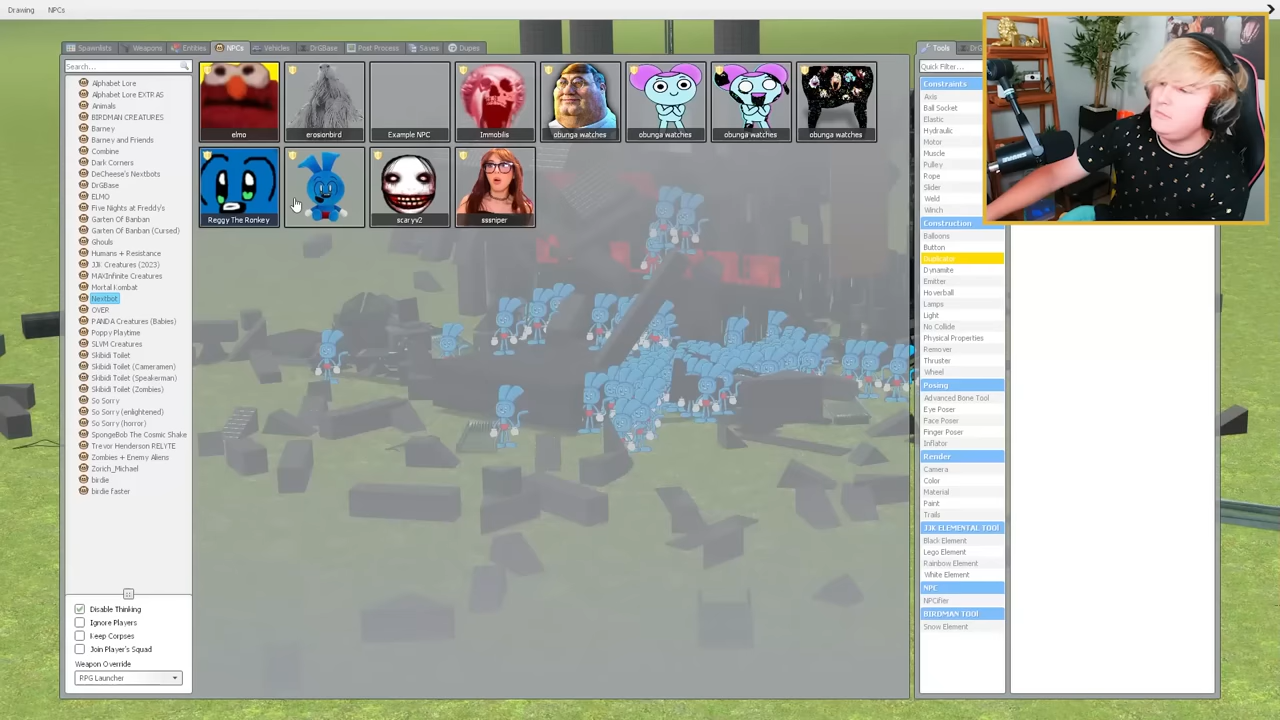 Drawing NPCs
Spawnlists Weapons Entities NPCs Vehicles DrGBase Post Process Saves Dupes
Search...
Alphabet Lore
Alphabet Lore EXTRAS
Animals
BIRDMAN CREATURES
Barney
Barney and Friends
Combine
Dark Corners
DeCheese's Nextbots
DrGBase
ELMO
Five Nights at Freddy's
Garten Of Banban
Garten Of Banban (Cursed)
Ghouls
Humans + Resistance
JJK Creatures (2023)
MAXInfinite Creatures
Mortal Kombat
Nextbot
OVER
PANDA Creatures (Babies)
Poppy Playtime
SLVM Creatures
Skibidi Toilet
Skibidi Toilet (Cameramen)
Skibidi Toilet (Speakerman)
Skibidi Toilet (Zombies)
So Sorry
So Sorry (enlightened)
So Sorry (horror)
SpongeBob The Cosmic Shake
Trevor Henderson RELYTE
Zombies + Enemy Aliens
Zorich_Michael
birdie
birdie faster
Disable Thinking
Ignore Players
Keep Corpses
Join Player's Squad
Weapon Override
RPG Launcher
elmo
erosionbird
Example NPC
Immobilis
obunga watches
obunga watches
obunga watches
obunga watches
Reggy The Ronkey
scaryv2
sssniper
Tools
Quick Filter...
Constraints
Axis
Ball Socket
Elastic
Hydraulic
Motor
Muscle
Pulley
Rope
Slider
Weld
Winch
Construction
Balloons
Button
Duplicator
Dynamite
Emitter
Hoverball
Lamps
Light
No Collide
Physical Properties
Remover
Thruster
Wheel
Posing
Advanced Bone Tool
Eye Poser
Face Poser
Finger Poser
Inflator
Render
Camera
Color
Material
Paint
Trails
JJK ELEMENTAL TOOl
Black Element
Lego Element
Rainbow Element
White Element
NPC
NPCifier
BIRDMAN TOOl
Snow Element